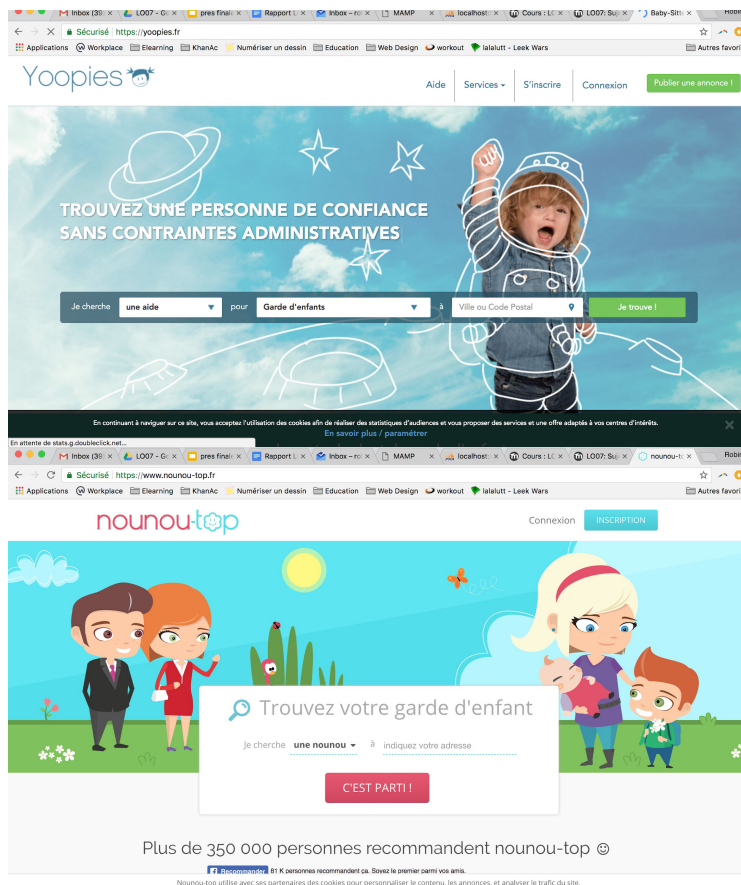 M Inbox (39 × LO07 - Go × pres finale × Rapport L × Inbox – ro × MAMP × localhost: × Cours : LO × LO07: Suj × Baby-Sitte × Robin
Sécurisé https://yoopies.fr
Applications Workplace Elearning KhanAc Numériser un dessin Education Web Design workout lalalutt - Leek Wars Autres favori
Yoopies
Aide Services S'inscrire Connexion Publier une annonce !
TROUVEZ UNE PERSONNE DE CONFIANCE
SANS CONTRAINTES ADMINISTRATIVES
Je cherche une aide pour Garde d'enfants à Ville ou Code Postal Je trouve !
En continuant à naviguer sur ce site, vous acceptez l'utilisation des cookies afin de réaliser des statistiques d'audiences et vous proposer des services et une offre adaptés à vos centres d'intérêts.
En savoir plus / paramétrer
En attente de stats.g.doubleclick.net...
M Inbox (39) × LO07 - Go × pres finale × Rapport L × Inbox – ro × MAMP × localhost: × Cours : LO × LO07: Suj × nounou-to × Robin
Sécurisé https://www.nounou-top.fr
Applications Workplace Elearning KhanAc Numériser un dessin Education Web Design workout lalalutt - Leek Wars Autres favori
nounou-top
Connexion INSCRIPTION
Trouvez votre garde d'enfant
Je cherche une nounou à indiquez votre adresse
C'EST PARTI !
Plus de 350 000 personnes recommandent nounou-top ☺
Recommander 81 K personnes recommandent ça. Soyez le premier parmi vos amis.
Nounou-top utilise avec ses partenaires des cookies pour personnaliser le contenu, les annonces, et analyser le trafic du site.